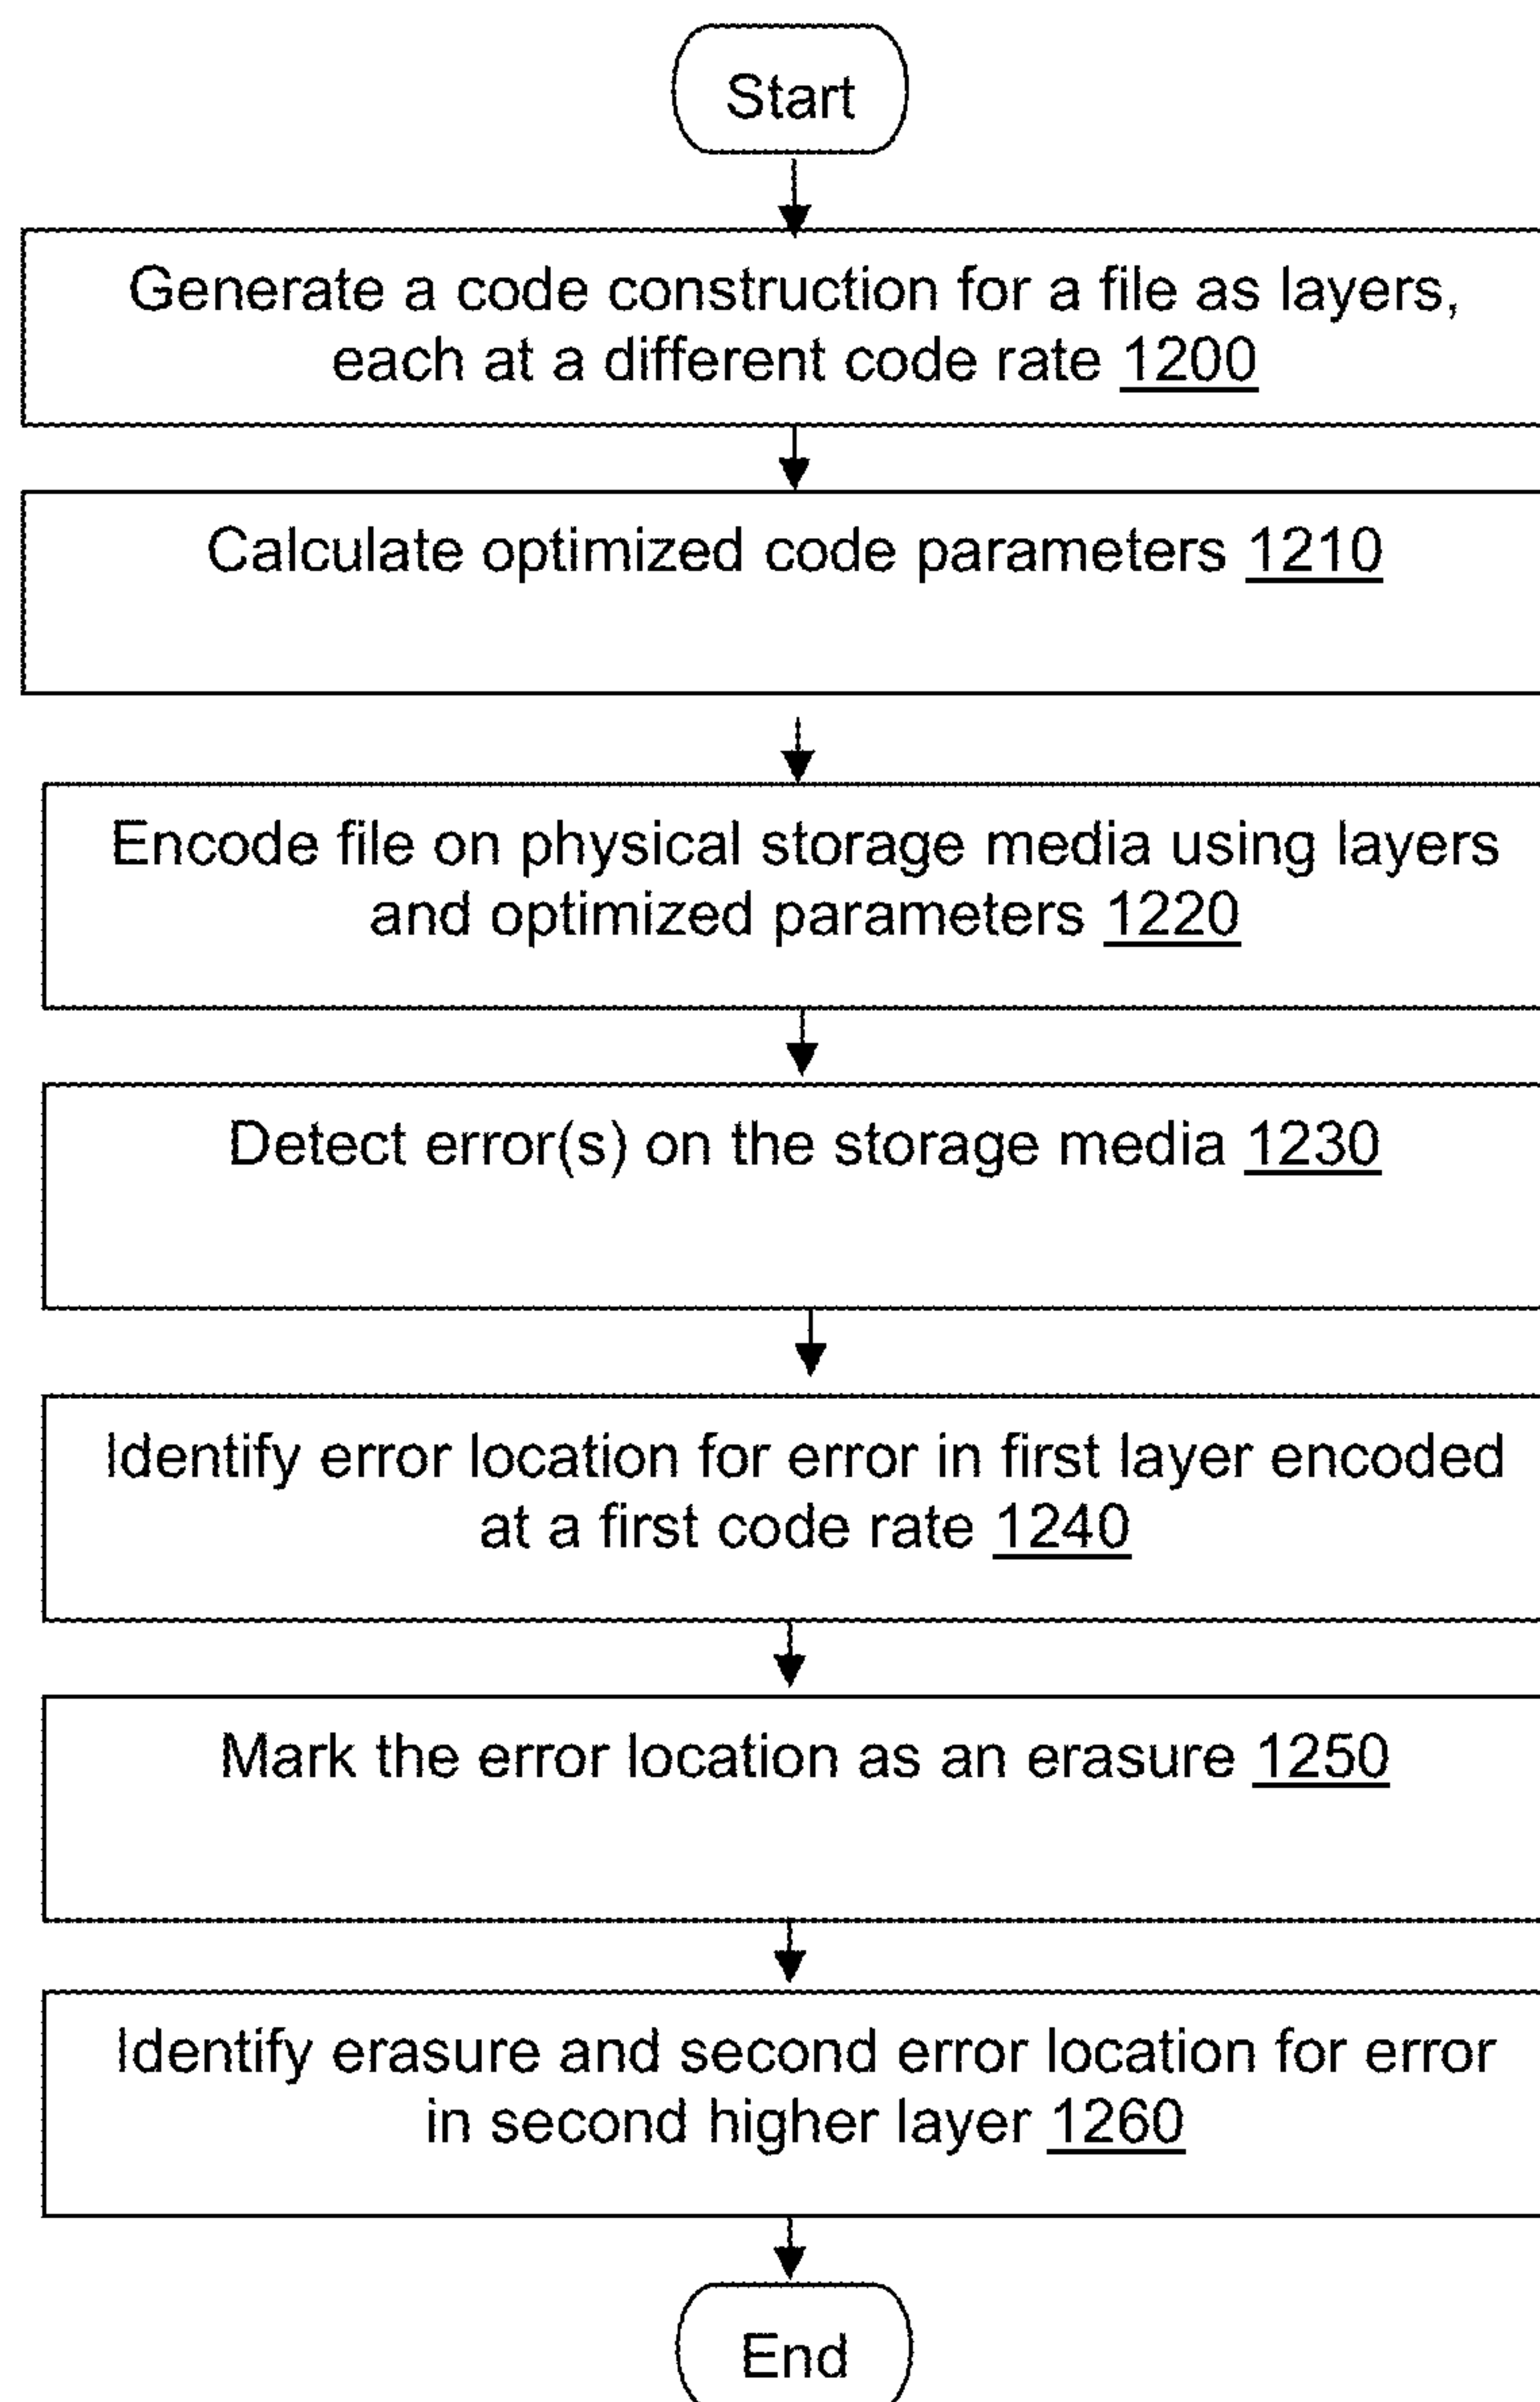 Start
Generate a code construction for a file as layers,
each at a different code rate 1200
Calculate optimized code parameters 1210
Encode file on physical storage media using layers
and optimized parameters 1220
Detect error(s) on the storage media 1230
Identify error location for error in first layer encoded
at a first code rate 1240
Mark the error location as an erasure 1250
Identify erasure and second error location for error
in second higher layer 1260
End